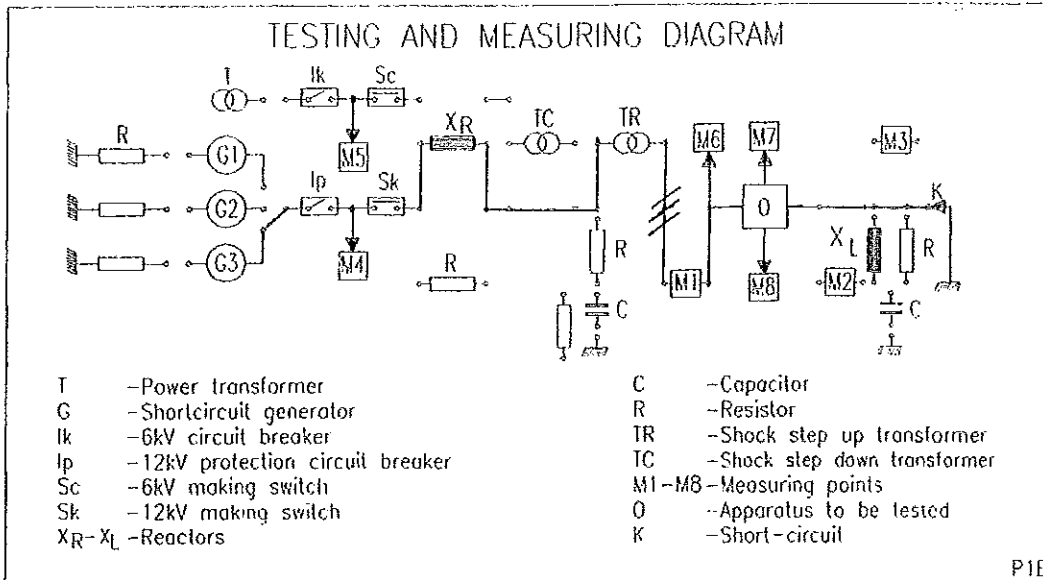 TESTING AND MEASURING DIAGRAM
T Ik Sc
M5
XR TC TR M6 M7 M3
R G1
G2 Ip Sk O K
G3 M4 R R M1 M8 M2 XL R
C C
T -Power transformer
G -Shortcircuit generator
Ik -6kV circuit breaker
Ip -12kV protection circuit breaker
Sc -6kV making switch
Sk -12kV making switch
XR-XL -Reactors
C -Capacitor
R -Resistor
TR -Shock step up transformer
TC -Shock step down transformer
M1-M8 -Measuring points
O -Apparatus to be tested
K -Short-circuit